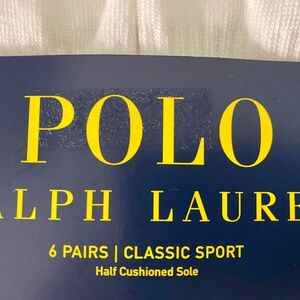 POLO
ALPH LAURE
6 PAIRS | CLASSIC SPORT
Half Cushioned Sole